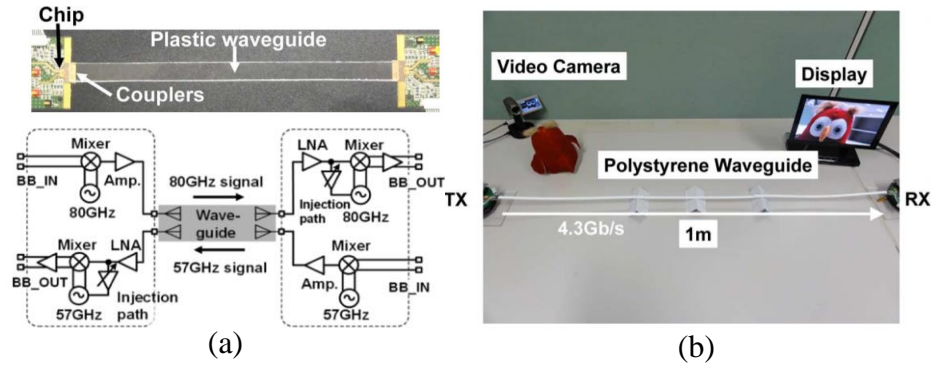 Chip
Plastic waveguide
Couplers
Mixer
BB_IN
Amp.
80GHz
80GHz signal
Wave-
guide
57GHz signal
LNA
Mixer
BB_OUT
Injection
path
80GHz
Mixer
LNA
BB_OUT
Injection
path
57GHz
Mixer
Amp.
BB_IN
57GHz
(a)
Video Camera
Display
Polystyrene Waveguide
TX
RX
4.3Gb/s
1m
(b)